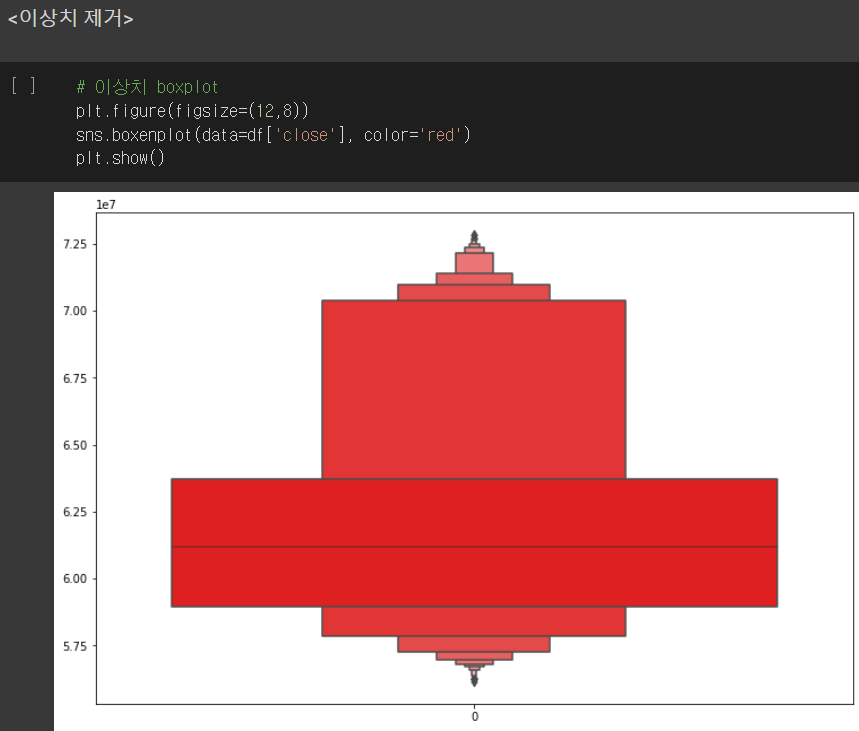 <이상치 제거>
[ ]
# 이상치 boxplot
plt.figure(figsize=(12,8))
sns.boxenplot(data=df['close'], color='red')
plt.show()
1e7
7.25
7.00
6.75
6.50
6.25
6.00
5.75
0